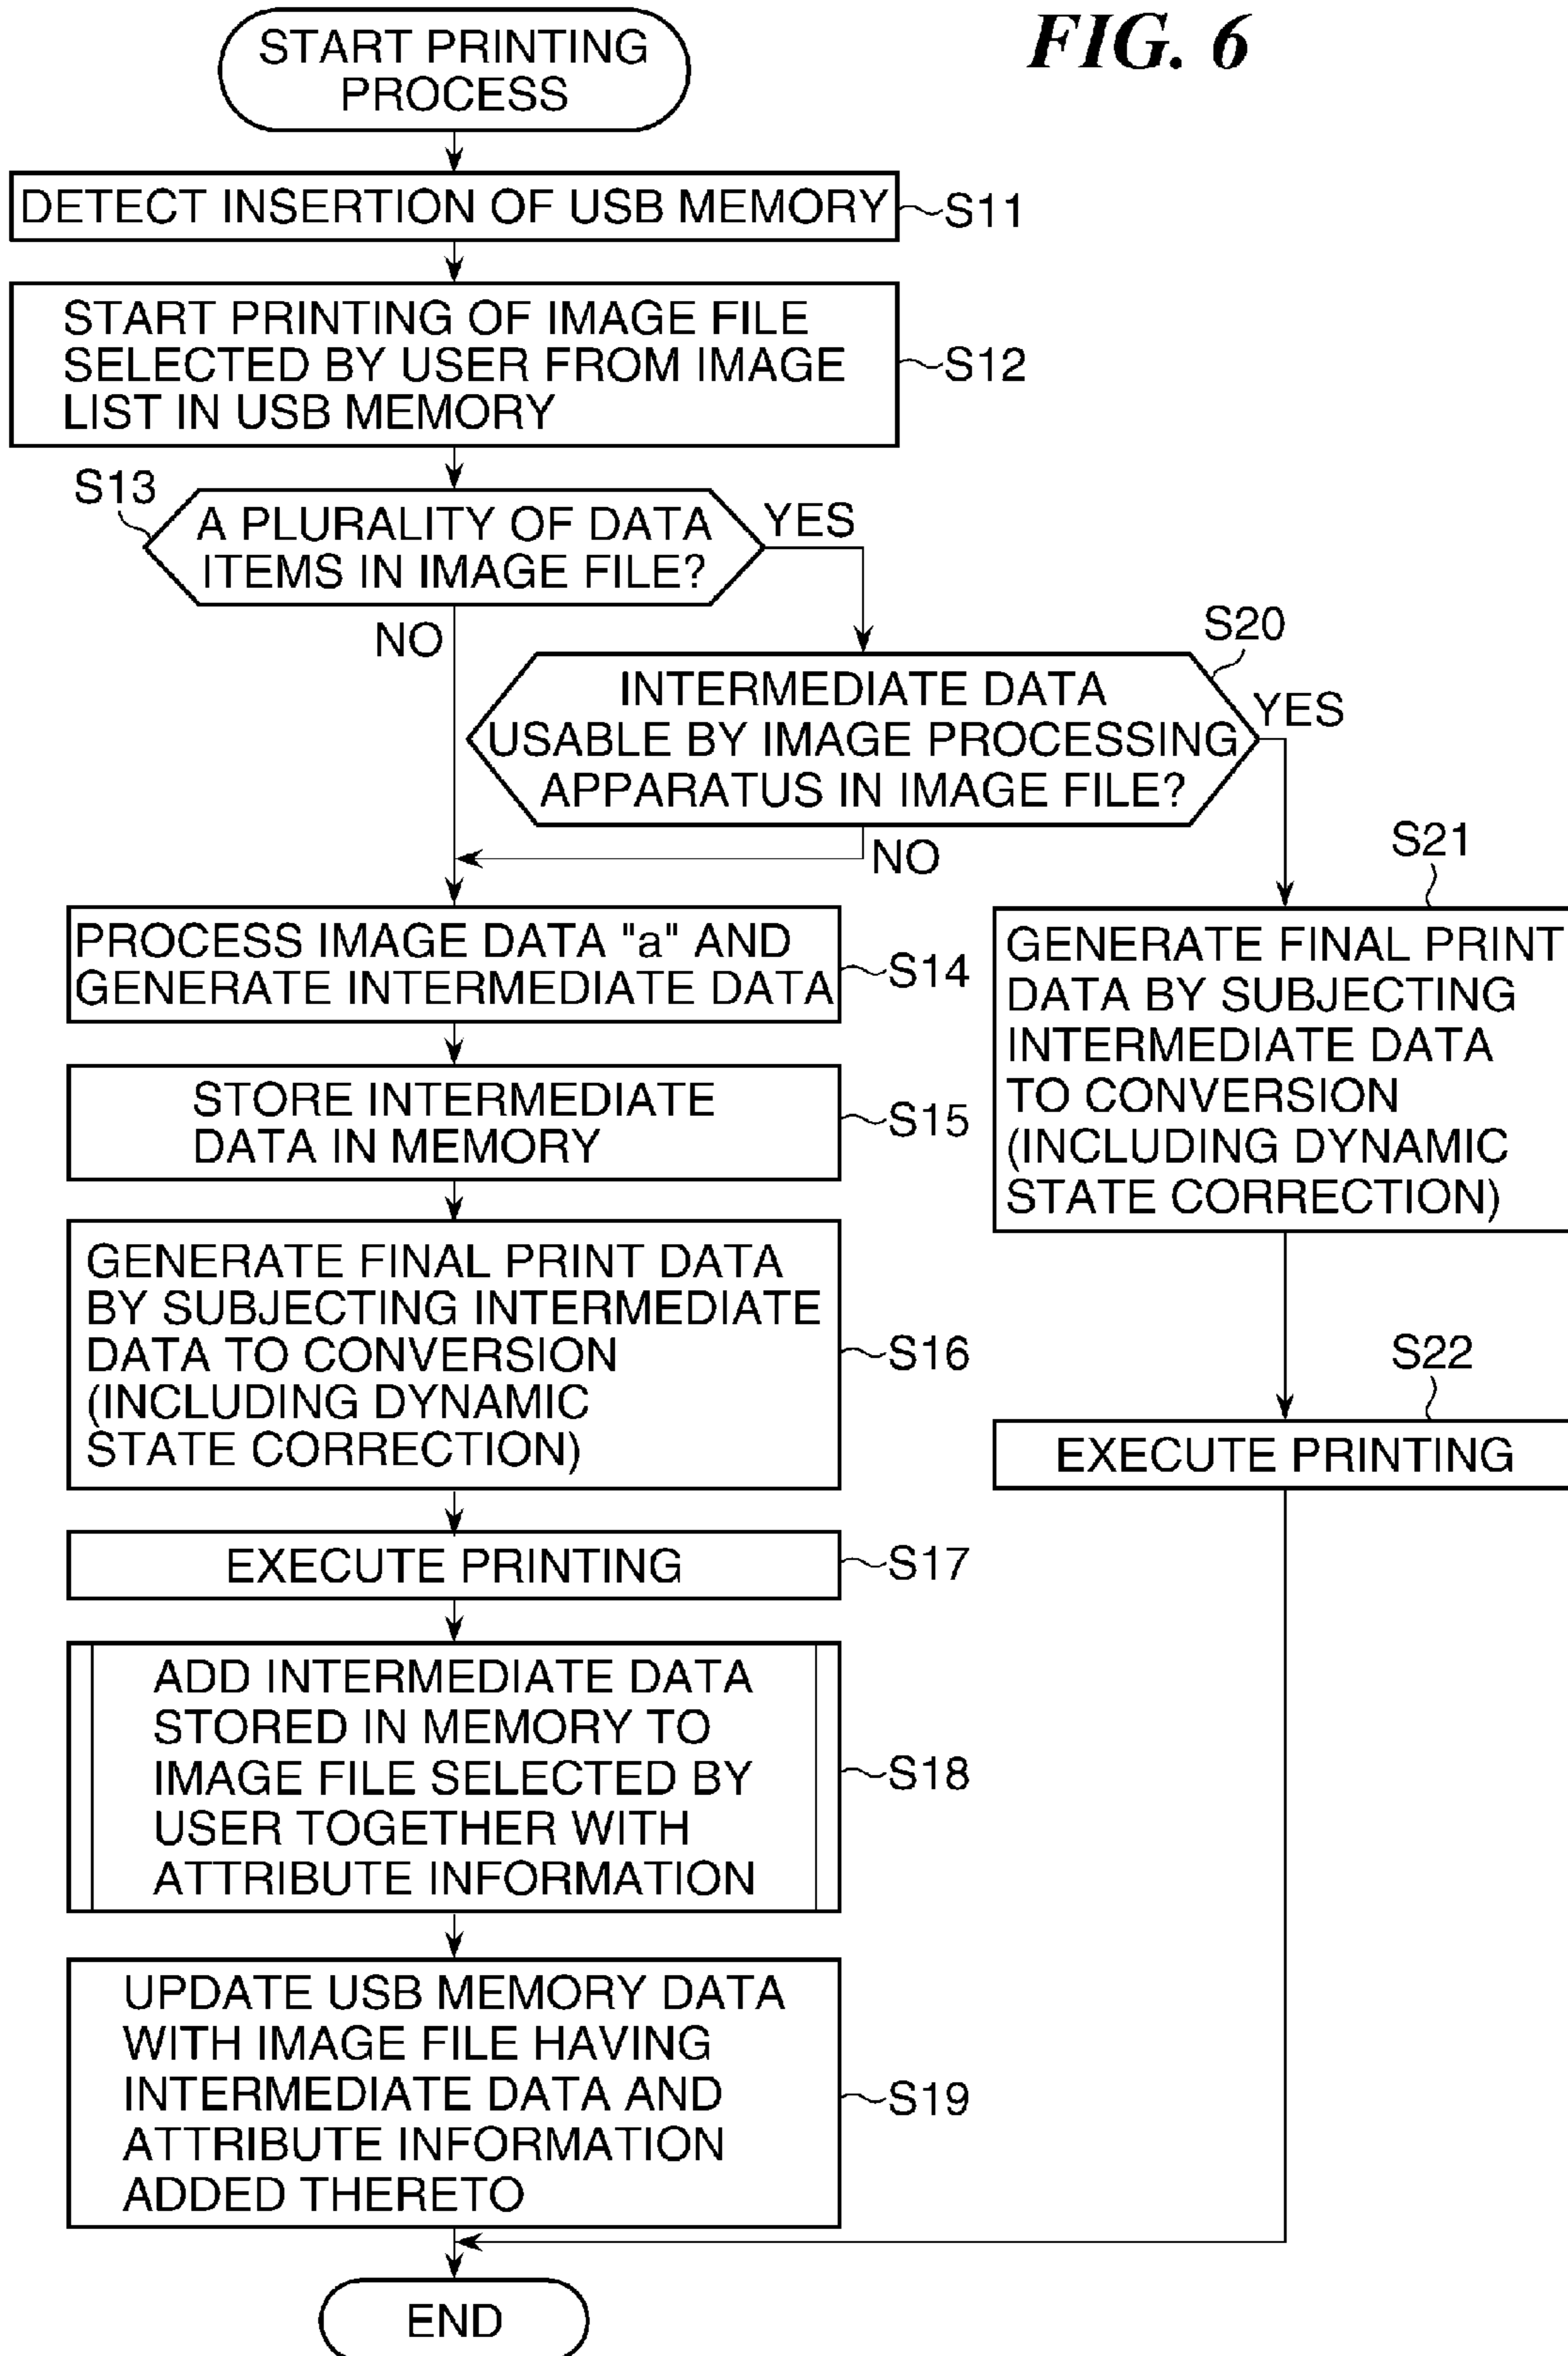 FIG. 6
START PRINTING
PROCESS
DETECT INSERTION OF USB MEMORY
S11
START PRINTING OF IMAGE FILE
SELECTED BY USER FROM IMAGE
LIST IN USB MEMORY
S12
S13
A PLURALITY OF DATA
ITEMS IN IMAGE FILE?
YES
NO
S20
INTERMEDIATE DATA
USABLE BY IMAGE PROCESSING
APPARATUS IN IMAGE FILE?
YES
NO
PROCESS IMAGE DATA "a" AND
GENERATE INTERMEDIATE DATA
S14
STORE INTERMEDIATE
DATA IN MEMORY
S15
GENERATE FINAL PRINT DATA
BY SUBJECTING INTERMEDIATE
DATA TO CONVERSION
(INCLUDING DYNAMIC
STATE CORRECTION)
S16
EXECUTE PRINTING
S17
ADD INTERMEDIATE DATA
STORED IN MEMORY TO
IMAGE FILE SELECTED BY
USER TOGETHER WITH
ATTRIBUTE INFORMATION
S18
UPDATE USB MEMORY DATA
WITH IMAGE FILE HAVING
INTERMEDIATE DATA AND
ATTRIBUTE INFORMATION
ADDED THERETO
S19
S21
GENERATE FINAL PRINT
DATA BY SUBJECTING
INTERMEDIATE DATA
TO CONVERSION
(INCLUDING DYNAMIC
STATE CORRECTION)
S22
EXECUTE PRINTING
END